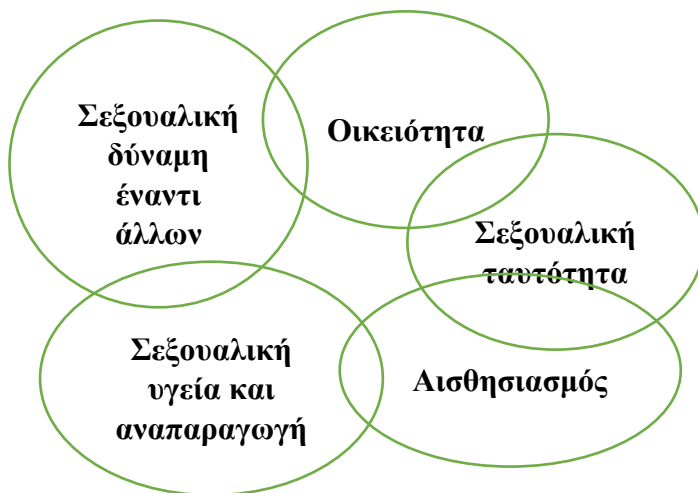 Σεξουαλική
δύναμη
έναντι
άλλων
Οικειότητα
Σεξουαλική
ταυτότητα
Σεξουαλική
υγεία και
αναπαραγωγή
Αισθησιασμός